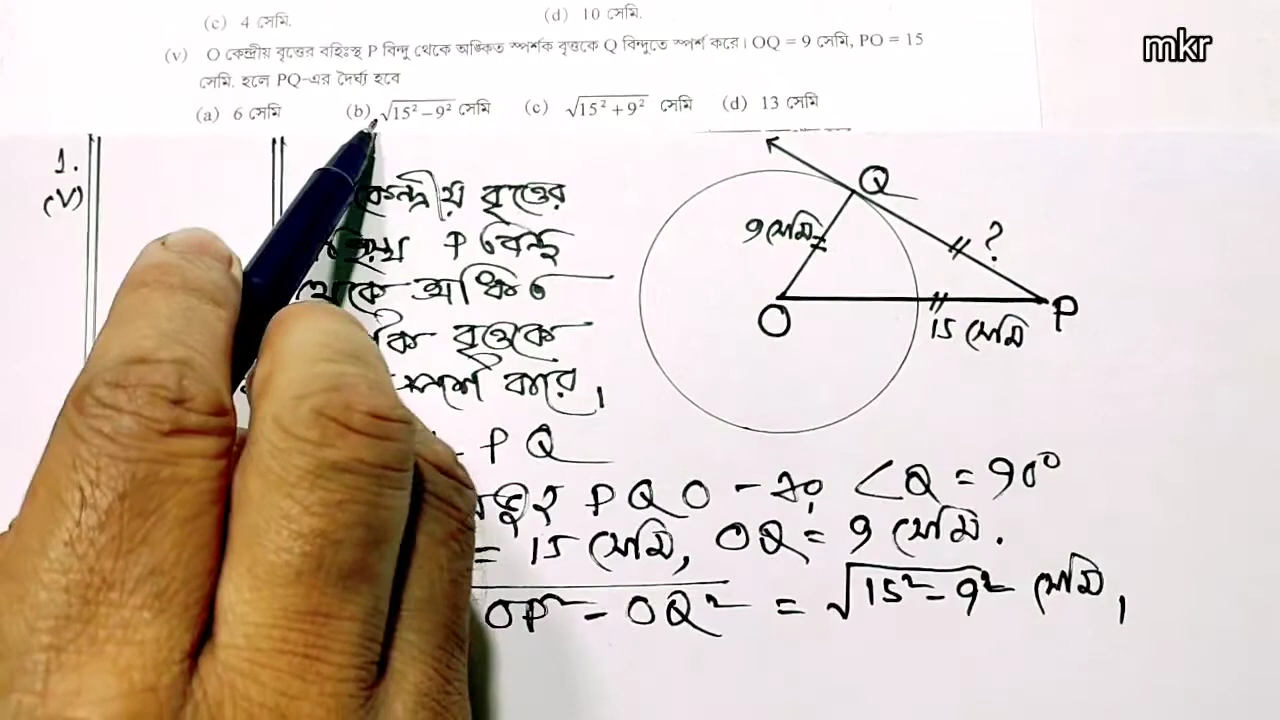 (c) 4 সেমি. (d) 10 সেমি.
mkr
(v) O কেন্দ্রীয় বৃত্তের বহিঃস্থ P বিন্দু থেকে অঙ্কিত স্পর্শক বৃত্তকে Q বিন্দুতে স্পর্শ করে। OQ = 9 সেমি, PO = 15
সেমি. হলে PQ-এর দৈর্ঘ্য হবে
(a) 6 সেমি (b) √15² – 9² সেমি (c) √15² + 9² সেমি (d) 13 সেমি
1.
(V)
কেন্দ্রীয় বৃত্তের
P বিন্দু
থেকে অঙ্কিত
বৃত্তকে
স্পর্শ করে।
Q
9 সেমি
?
O
15 সেমি
P
PQ
PQO -এর ∠Q = 90°
= 15 সেমি, OQ = 9 সেমি.
OP² - OQ² = √15² - 9² সেমি,